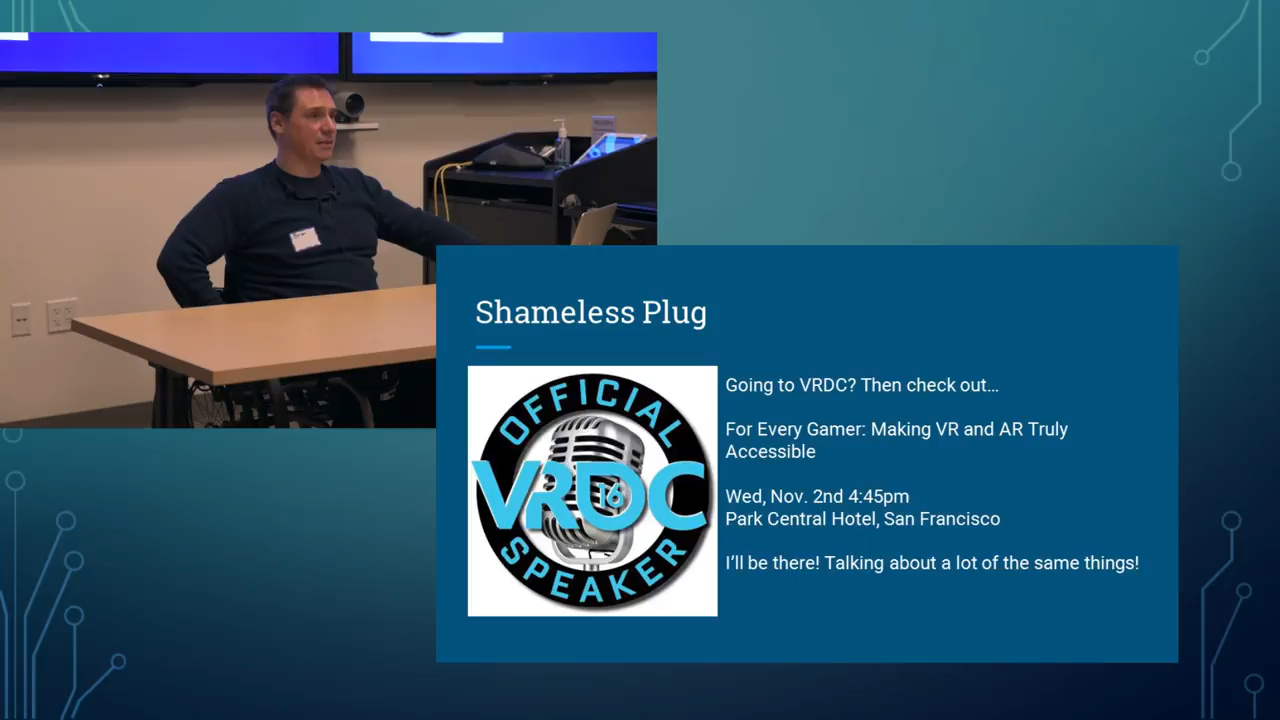 Shameless Plug
OFFICIAL
VRDC
16
SPEAKER
Going to VRDC? Then check out...
For Every Gamer: Making VR and AR Truly
Accessible
Wed, Nov. 2nd 4:45pm
Park Central Hotel, San Francisco
I'll be there! Talking about a lot of the same things!